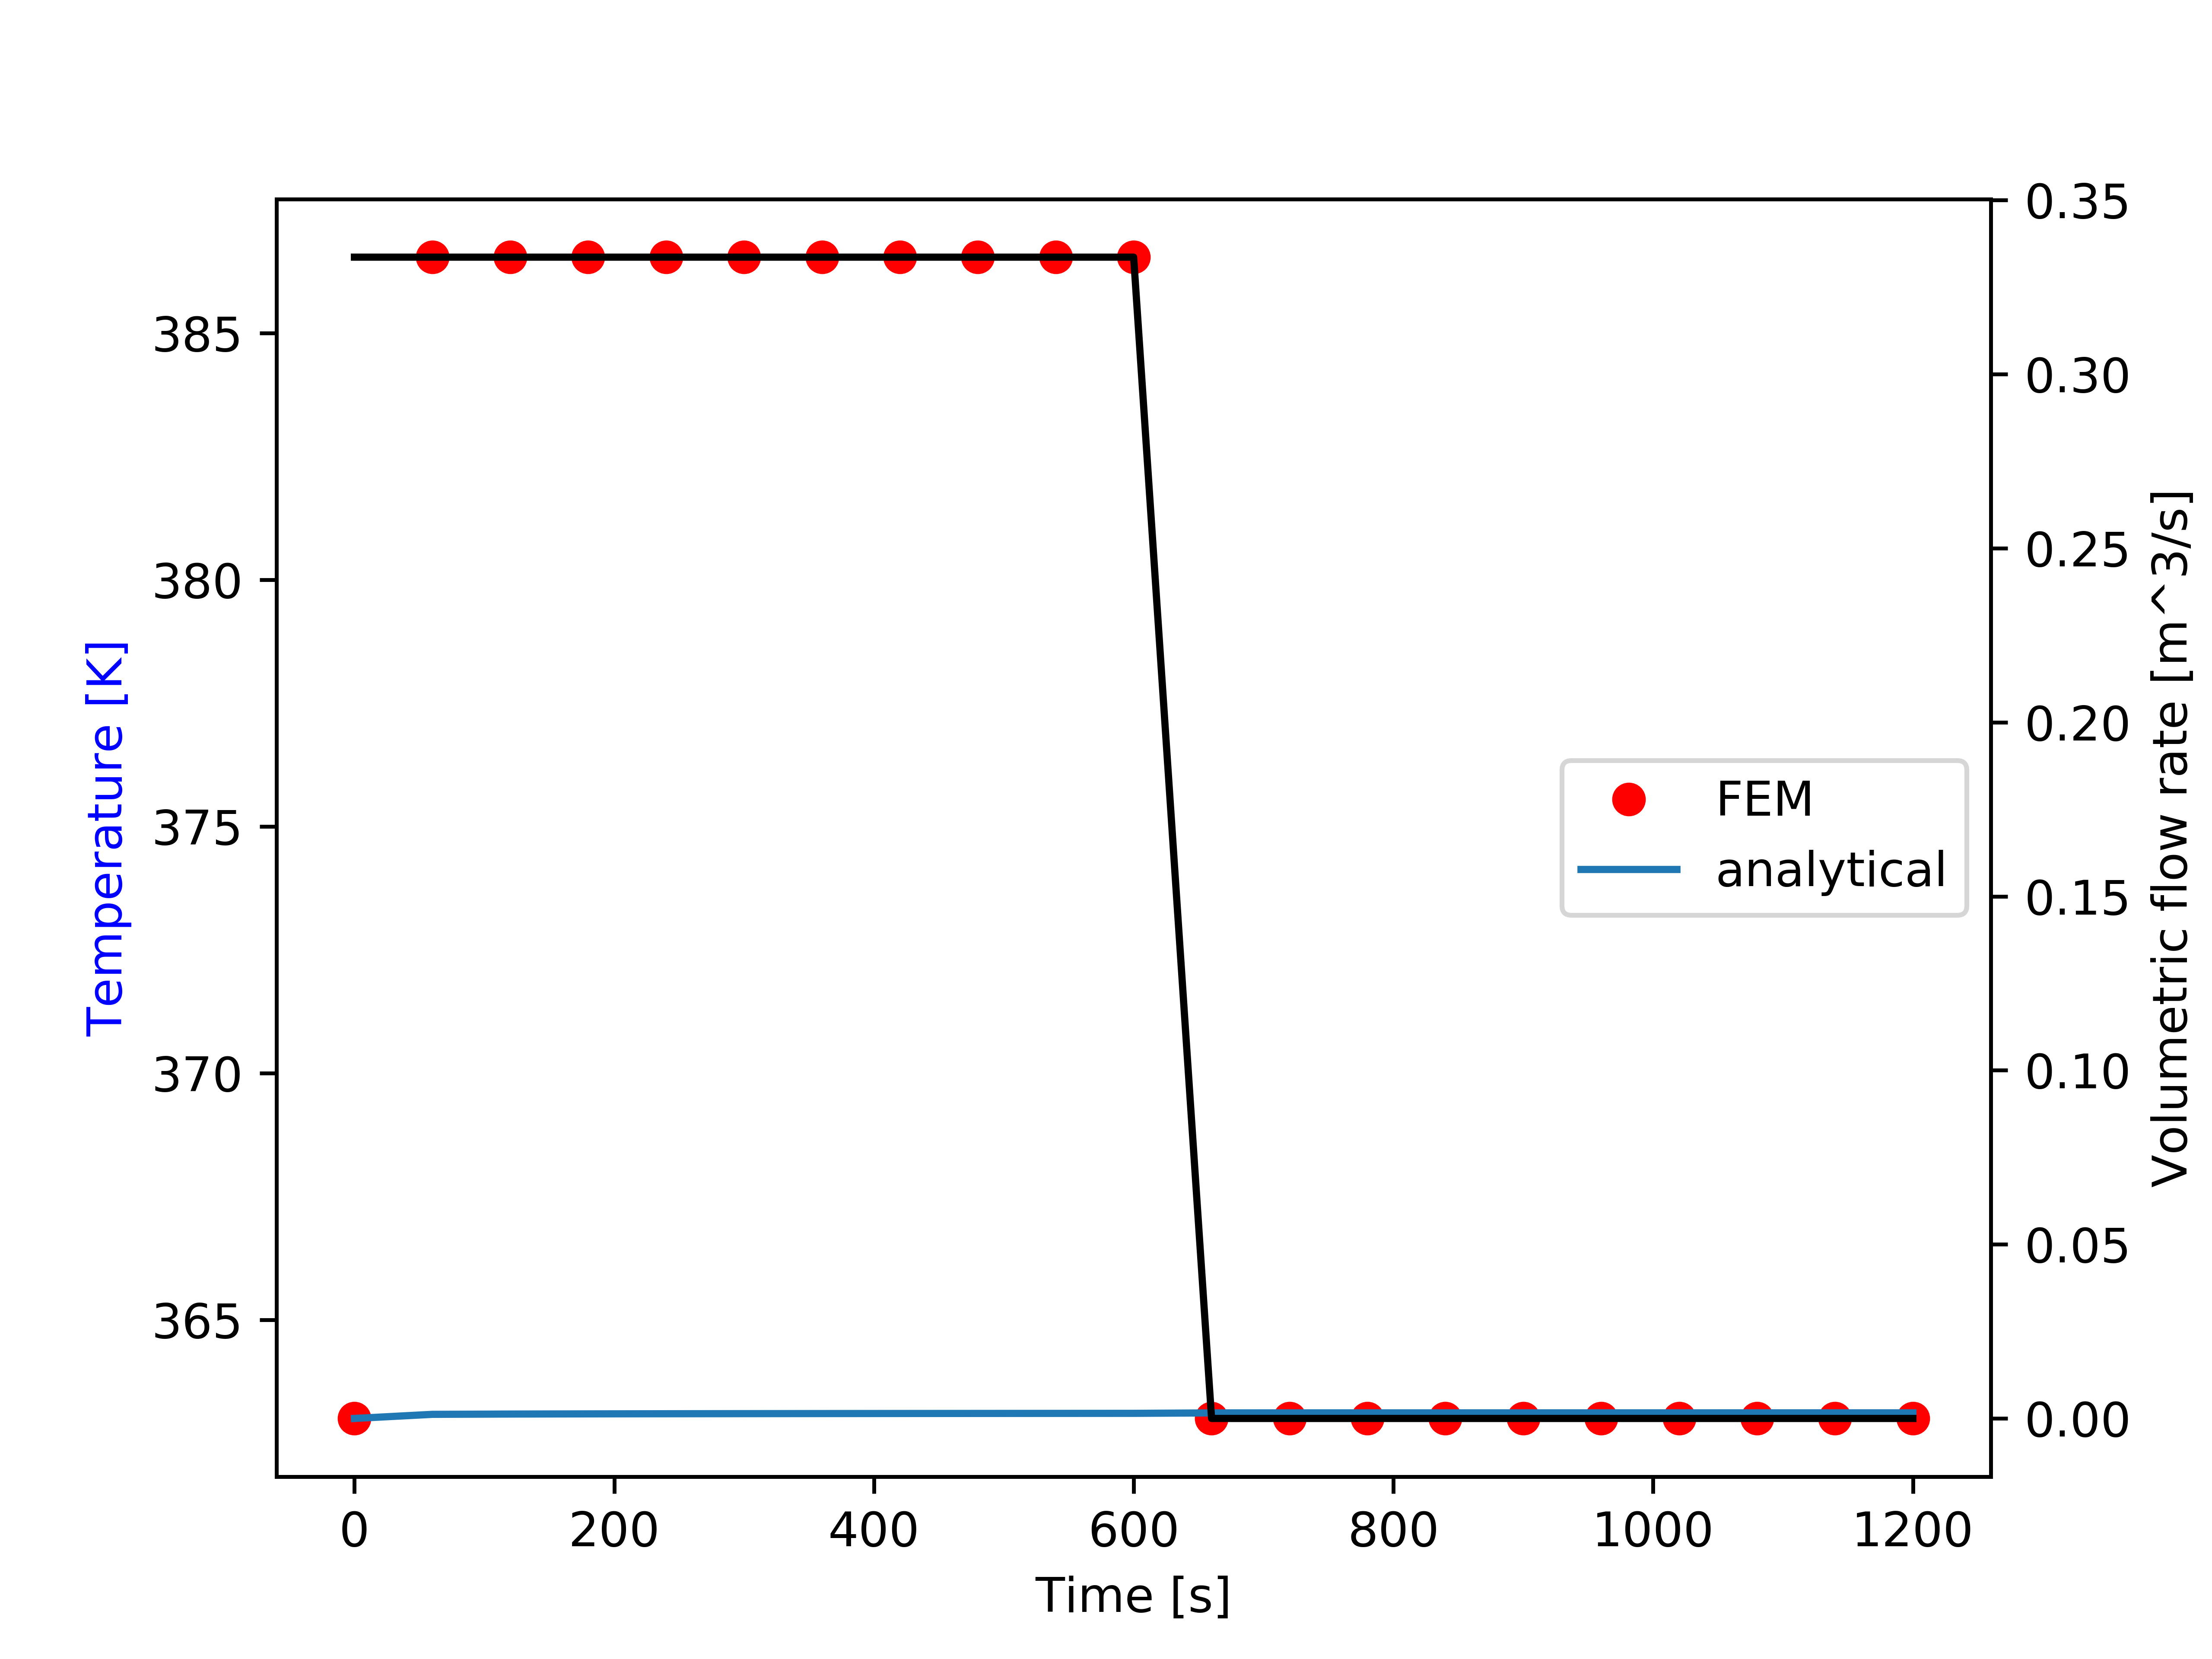 385
380
375
370
365
Temperature [K]
0.35
0.30
0.25
0.20
0.15
0.10
0.05
0.00
Volumetric flow rate [m^3/s]
FEM
analytical
0 200 400 600 800 1000 1200
Time [s]